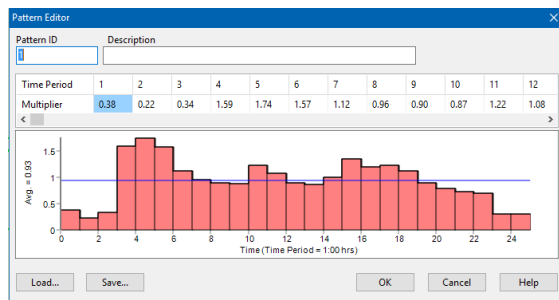 Pattern Editor
Pattern ID Description
1
Time Period 1 2 3 4 5 6 7 8 9 10 11 12
Multiplier 0.38 0.22 0.34 1.59 1.74 1.57 1.12 0.96 0.90 0.87 1.22 1.08
Avg. = 0.93
1.5
1
0.5
0
0 2 4 6 8 10 12 14 16 18 20 22 24
Time (Time Period = 1:00 hrs)
Load... Save... OK Cancel Help